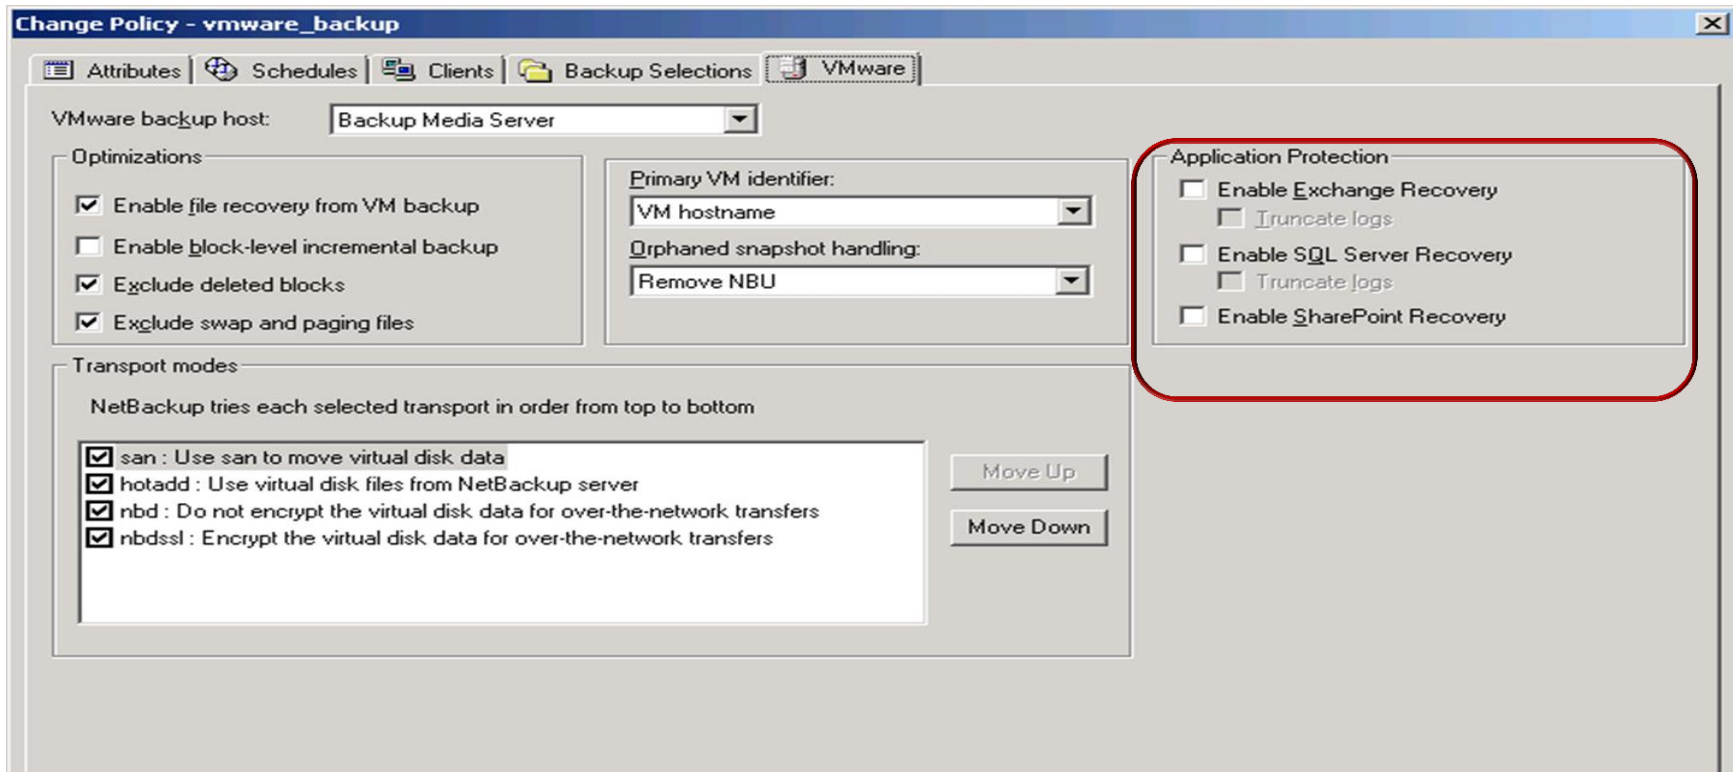 Change Policy - vmware_backup
Attributes Schedules Clients Backup Selections VMware
VMware backup host: Backup Media Server
Optimizations
Enable file recovery from VM backup
Enable block-level incremental backup
Exclude deleted blocks
Exclude swap and paging files
Primary VM identifier:
VM hostname
Orphaned snapshot handling:
Remove NBU
Application Protection
Enable Exchange Recovery
Truncate logs
Enable SQL Server Recovery
Truncate logs
Enable SharePoint Recovery
Transport modes
NetBackup tries each selected transport in order from top to bottom
san : Use san to move virtual disk data
hotadd : Use virtual disk files from NetBackup server
nbd : Do not encrypt the virtual disk data for over-the-network transfers
nbdssl : Encrypt the virtual disk data for over-the-network transfers
Move Up
Move Down